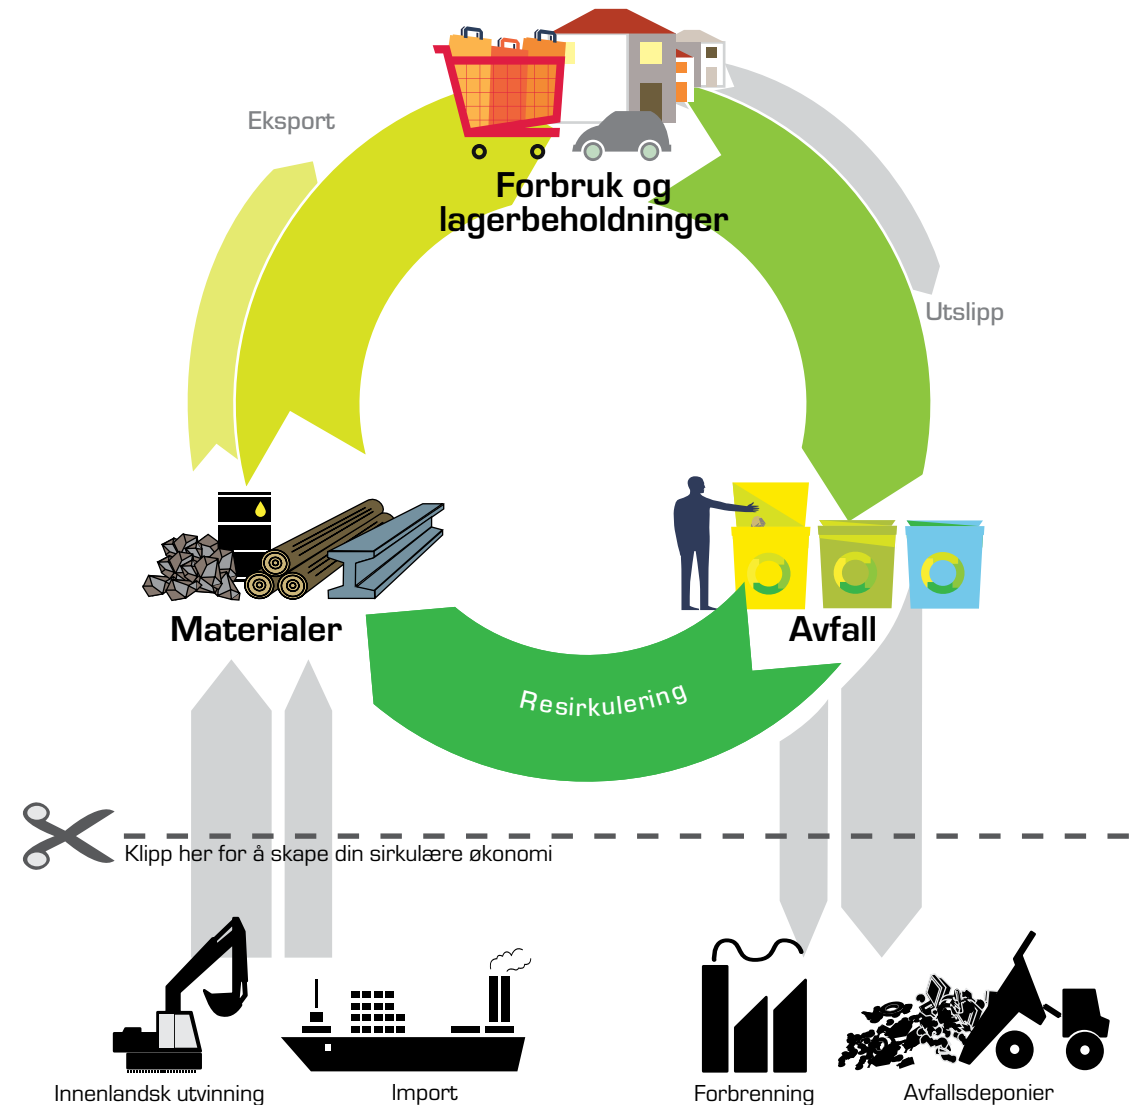 Eksport
Forbruk og
lagerbeholdninger
Utslipp
Materialer
Avfall
Resirkulering
Klipp her for å skape din sirkulære økonomi
Innenlandsk utvinning
Import
Forbrenning
Avfallsdeponier